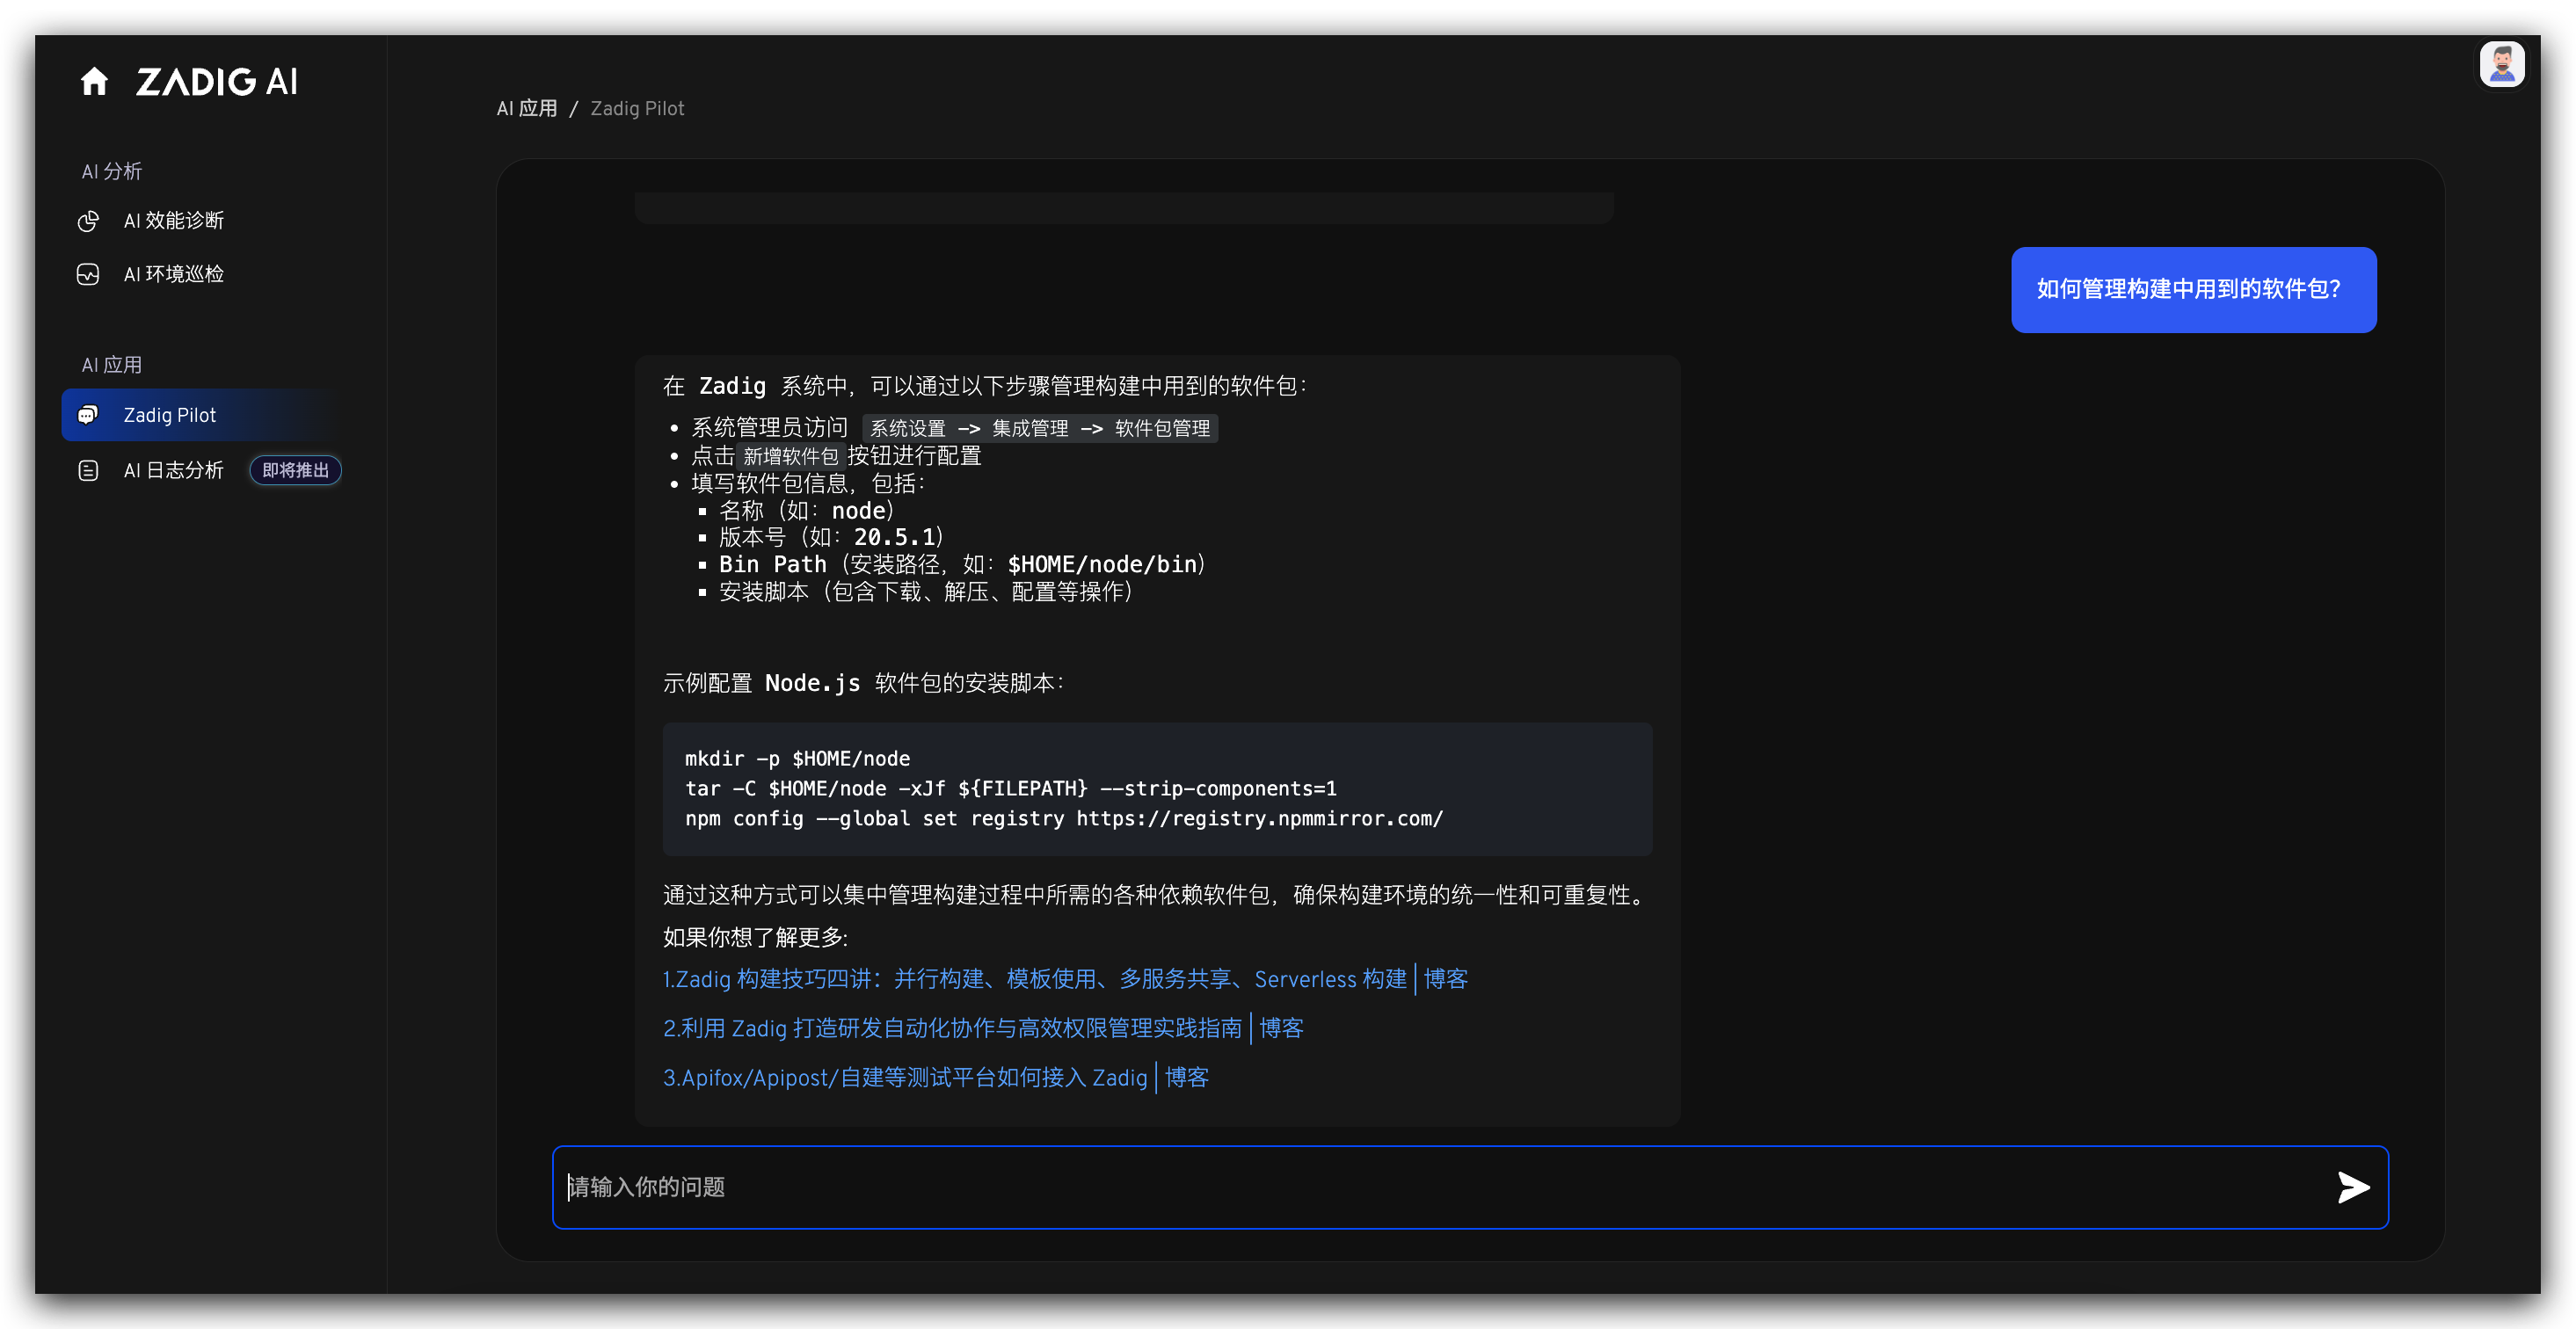 ZADIG AI
AI 分析
AI 效能诊断
AI 环境巡检
AI 应用
Zadig Pilot
AI 日志分析 即将推出
AI 应用 / Zadig Pilot
如何管理构建中用到的软件包?
在 Zadig 系统中，可以通过以下步骤管理构建中用到的软件包：
• 系统管理员访问 系统设置 -> 集成管理 -> 软件包管理
• 点击 新增软件包 按钮进行配置
• 填写软件包信息，包括：
▪ 名称（如：node）
▪ 版本号（如：20.5.1）
▪ Bin Path（安装路径，如：$HOME/node/bin）
▪ 安装脚本（包含下载、解压、配置等操作）
示例配置 Node.js 软件包的安装脚本：
mkdir -p $HOME/node
tar -C $HOME/node -xJf ${FILEPATH} --strip-components=1
npm config --global set registry https://registry.npmmirror.com/
通过这种方式可以集中管理构建过程中所需的各种依赖软件包，确保构建环境的统一性和可重复性。
如果你想了解更多:
1.Zadig 构建技巧四讲：并行构建、模板使用、多服务共享、Serverless 构建 | 博客
2.利用 Zadig 打造研发自动化协作与高效权限管理实践指南 | 博客
3.Apifox/Apipost/自建等测试平台如何接入 Zadig | 博客
请输入你的问题